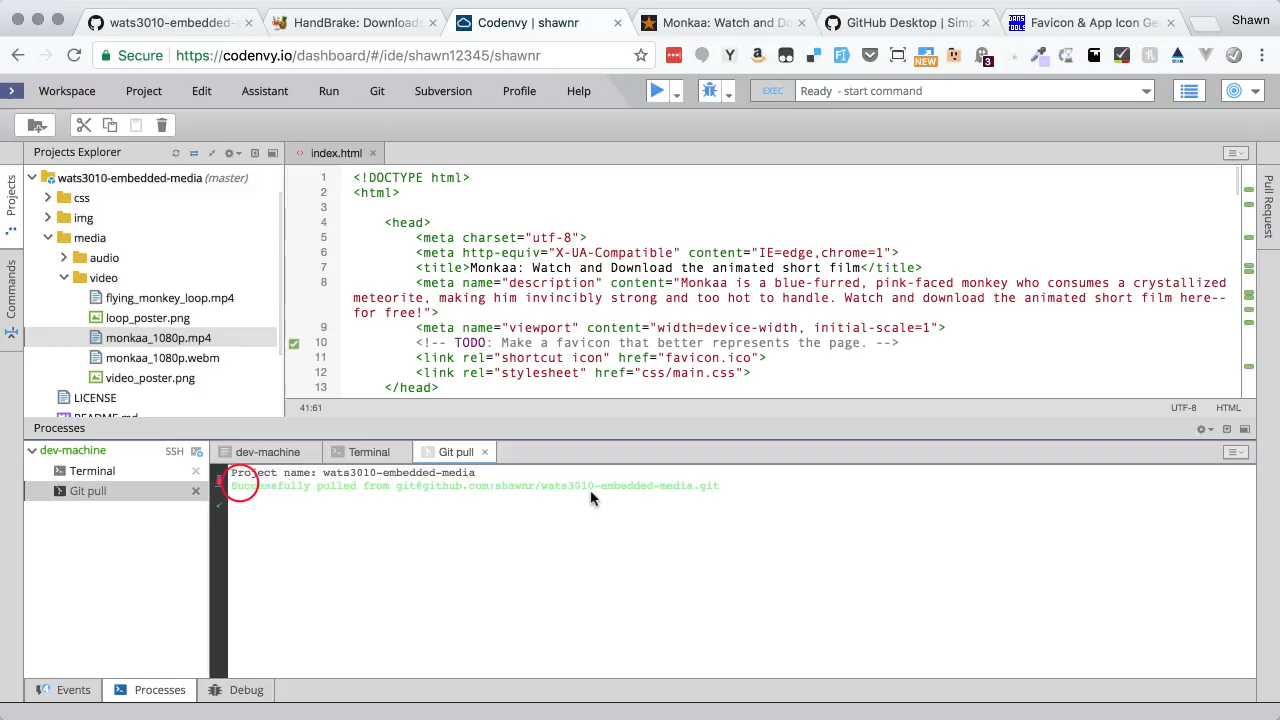 wats3010-embedded-media
HandBrake: Downloads
Codenvy | shawnr
Monkaa: Watch and Do
GitHub Desktop | Simp
DANS TOOLS
Favicon & App Icon Ge
Shawn
Secure
https://codenvy.io/dashboard/#/ide/shawn12345/shawnr
NEW
3
Workspace Project Edit Assistant Run Git Subversion Profile Help
EXEC Ready - start command
Projects Explorer
index.html
Projects
Commands
Pull Request
wats3010-embedded-media (master)
css
img
media
audio
video
flying_monkey_loop.mp4
loop_poster.png
monkaa_1080p.mp4
monkaa_1080p.webm
video_poster.png
LICENSE
README.md
1 <!DOCTYPE html>
2 <html>
3
4 <head>
5 <meta charset="utf-8">
6 <meta http-equiv="X-UA-Compatible" content="IE=edge,chrome=1">
7 <title>Monkaa: Watch and Download the animated short film</title>
8 <meta name="description" content="Monkaa is a blue-furred, pink-faced monkey who consumes a crystallized
meteorite, making him invincibly strong and too hot to handle. Watch and download the animated short film here--
for free!">
9 <meta name="viewport" content="width=device-width, initial-scale=1">
10 <!-- TODO: Make a favicon that better represents the page. -->
11 <link rel="shortcut icon" href="favicon.ico">
12 <link rel="stylesheet" href="css/main.css">
13 </head>
41:61
UTF-8 HTML
Processes
dev-machine SSH
Terminal
Git pull
dev-machine Terminal Git pull
Project name: wats3010-embedded-media
Successfully pulled from git@github.com:shawnr/wats3010-embedded-media.git
Events Processes Debug